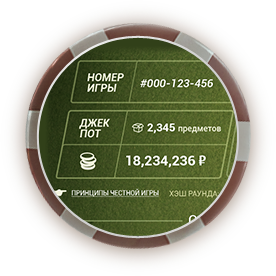 НОМЕР
ИГРЫ
#000-123-456
ДЖЕК
ПОТ
2,345 предметов
18,234,236 ₽
ПРИНЦИПЫ ЧЕСТНОЙ ИГРЫ
ХЭШ РАУНДА